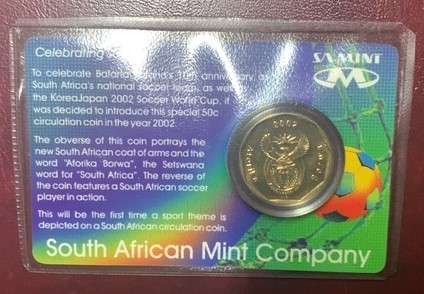 Celebrating
SA MINT
To celebrate Bafana Bafana's 10th anniversary, as
South Africa's national soccer team, as well as
the KoreaJapan 2002 Soccer World Cup, it
was decided to introduce this special 50c
circulation coin in the year 2002.
The obverse of this coin portrays the
new South African coat of arms and the
word "Aforika Borwa", the Setswana
word for "South Africa". The reverse of
the coin features a South African soccer
player in action.
This will be the first time a sport theme is
depicted on a South African circulation coin.
2002
Aforika Borwa
South African Mint Company